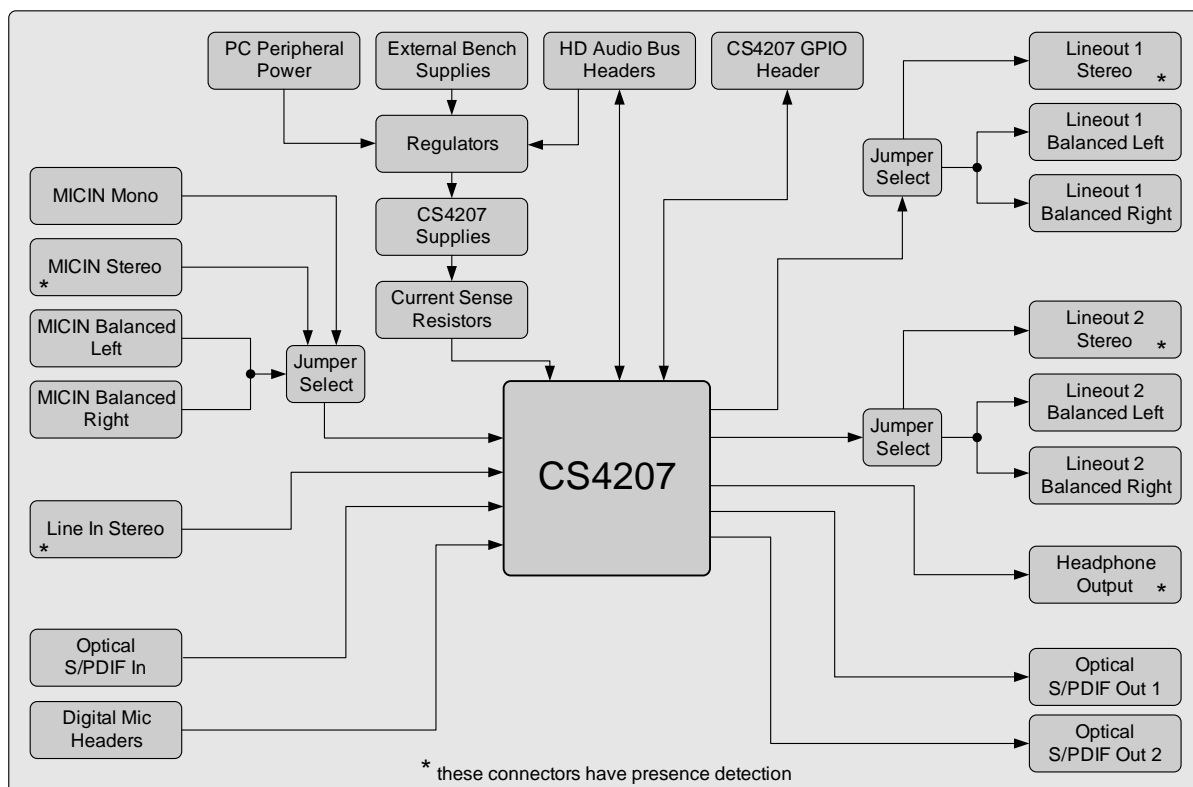 PC Peripheral
Power
External Bench
Supplies
HD Audio Bus
Headers
CS4207 GPIO
Header
Lineout 1
Stereo *
Regulators
Lineout 1
Balanced Left
Jumper
Select
Lineout 1
Balanced Right
MICIN Mono
CS4207
Supplies
MICIN Stereo
*
Current Sense
Resistors
MICIN Balanced
Left
Jumper
Select
MICIN Balanced
Right
Lineout 2
Stereo *
Lineout 2
Balanced Left
Jumper
Select
Lineout 2
Balanced Right
CS4207
Line In Stereo
*
Headphone
Output *
Optical
S/PDIF In
Optical
S/PDIF Out 1
Digital Mic
Headers
Optical
S/PDIF Out 2
* these connectors have presence detection